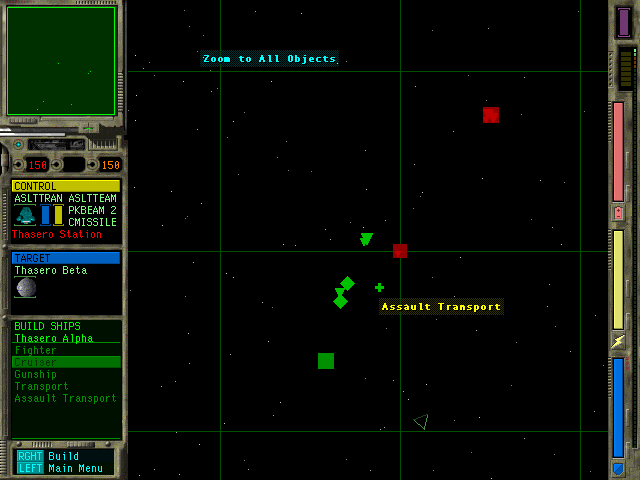 Zoom to All Objects
150 150
CONTROL
ASLTTRAN ASLTTEAM
PKBEAM 2
CMISSILE
Thasero Station
TARGET
Thasero Beta
Assault Transport
BUILD SHIPS
Thasero Alpha
Fighter
Cruiser
Gunship
Transport
Assault Transport
RGHT Build
LEFT Main Menu